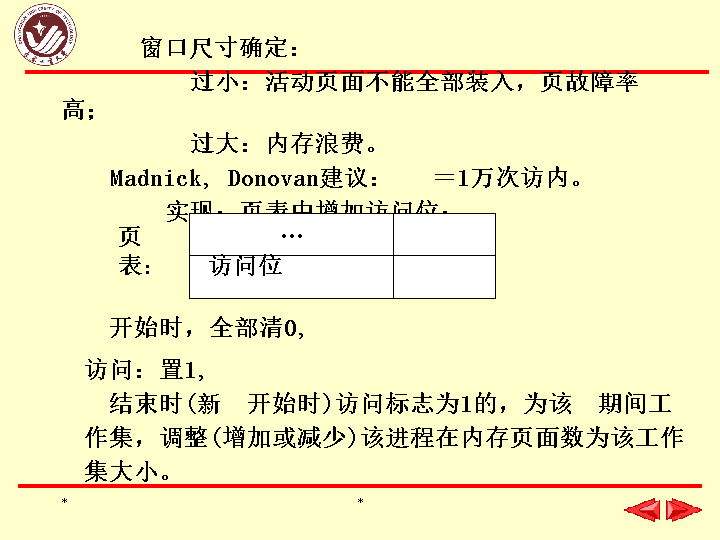 窗口尺寸确定：
过小：活动页面不能全部装入，页故障率
高；
过大：内存浪费。
Madnick, Donovan建议：　＝1万次访内。
实现：页表中增加访问位：
页 …
表： 访问位
开始时，全部清0,
访问：置1,
结束时(新　开始时)访问标志为1的，为该　期间工
作集，调整(增加或减少)该进程在内存页面数为该工作
集大小。
* *